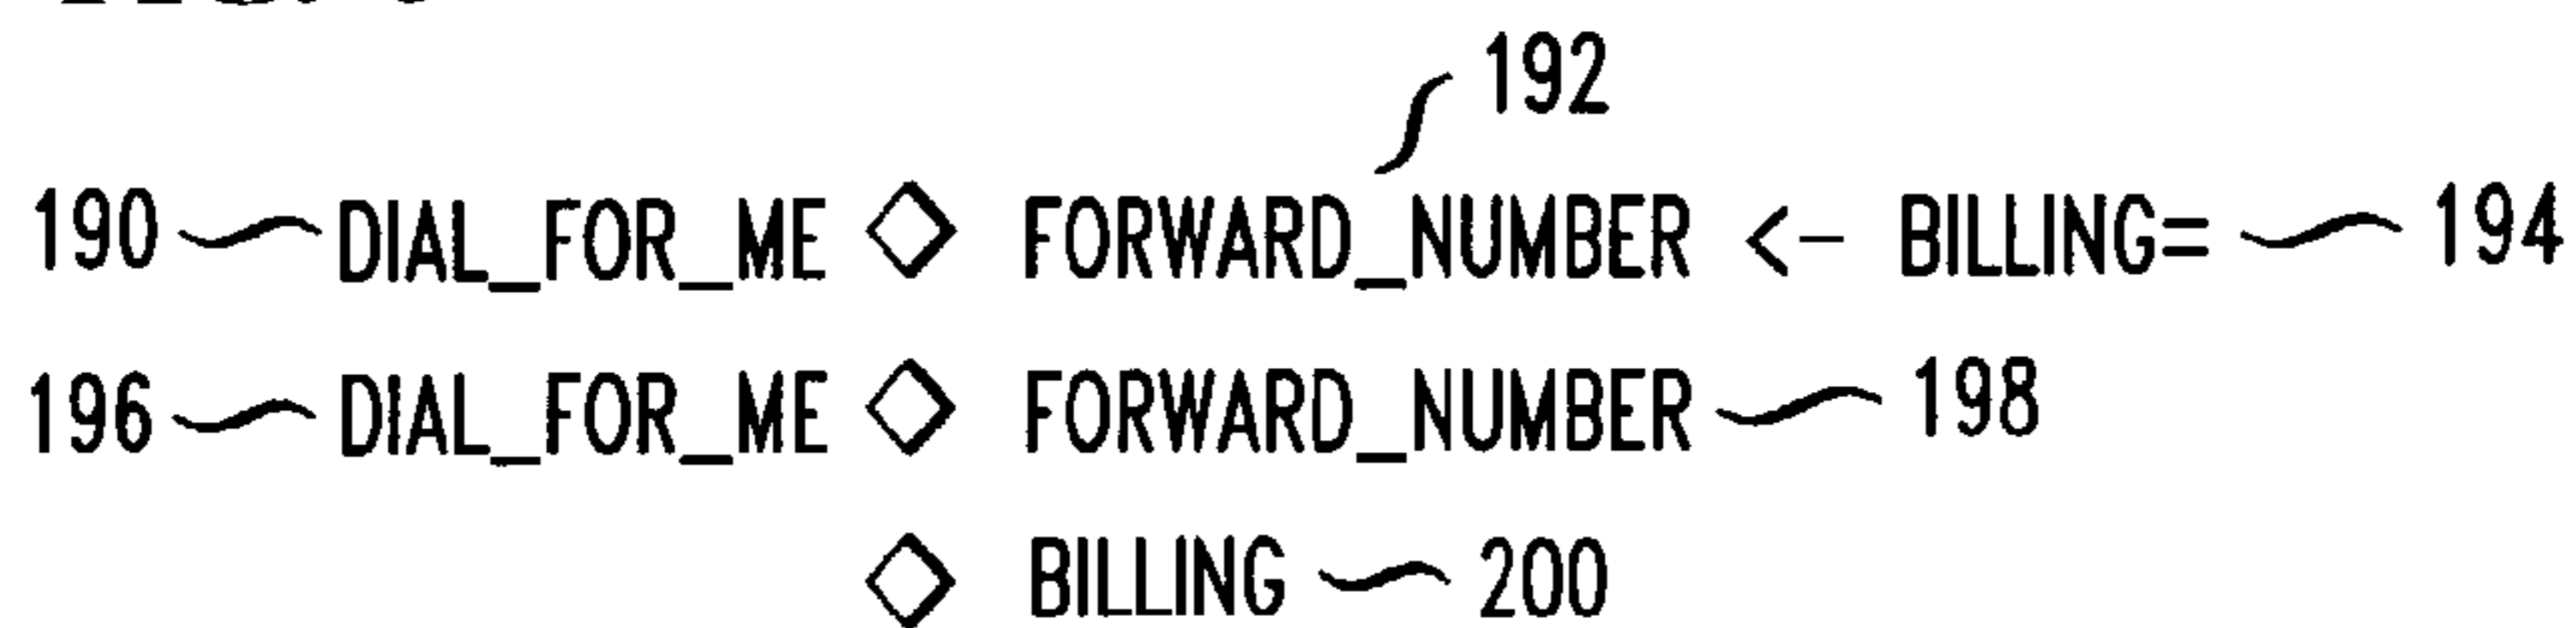 192
190 DIAL_FOR_ME ◇ FORWARD_NUMBER <- BILLING= 194
196 DIAL_FOR_ME ◇ FORWARD_NUMBER 198
◇ BILLING 200